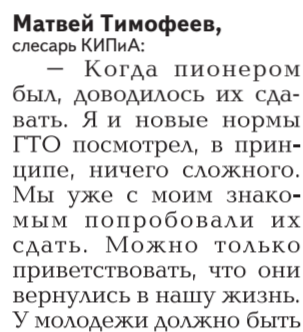 Матвей Тимофеев,
слесарь КИПиА:
— Когда пионером
был, доводилось их сда-
вать. Я и новые нормы
ГТО посмотрел, в прин-
ципе, ничего сложного.
Мы уже с моим знако-
мым попробовали их
сдать. Можно только
приветствовать, что они
вернулись в нашу жизнь.
У молодежи должно быть